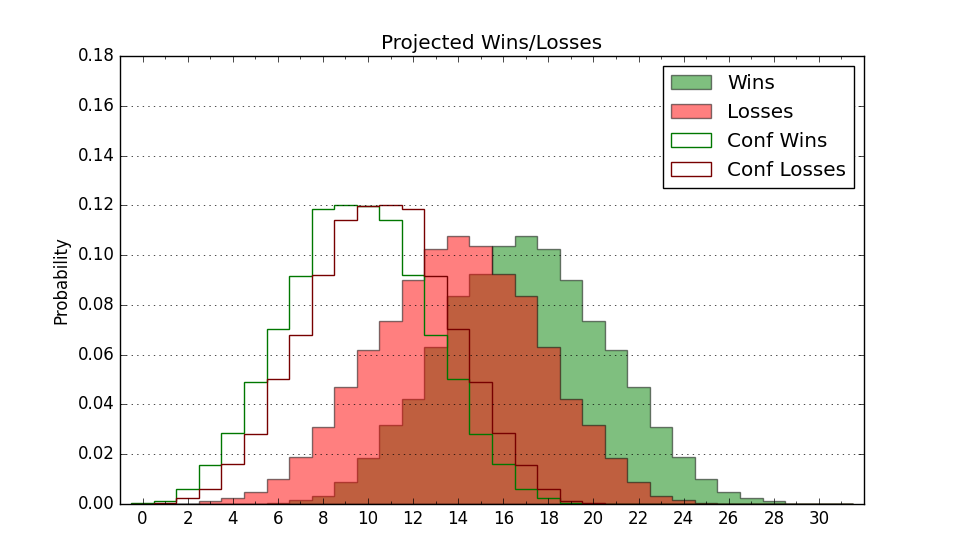 Projected Wins/Losses
0.18
0.16
0.14
0.12
0.10
0.08
0.06
0.04
0.02
0.00
Probability
Wins
Losses
Conf Wins
Conf Losses
0 2 4 6 8 10 12 14 16 18 20 22 24 26 28 30